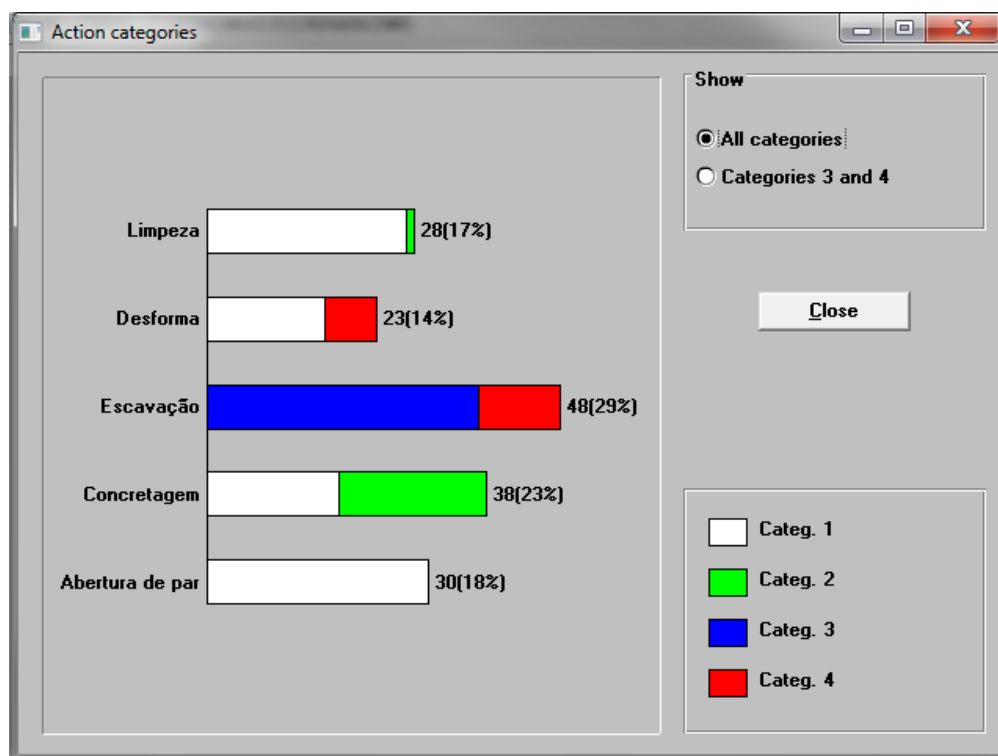 Action categories
Show
All categories
Categories 3 and 4
Limpeza
28(17%)
Desforma
23(14%)
Close
Escavação
48(29%)
Concretagem
38(23%)
Abertura de par
30(18%)
Categ. 1
Categ. 2
Categ. 3
Categ. 4